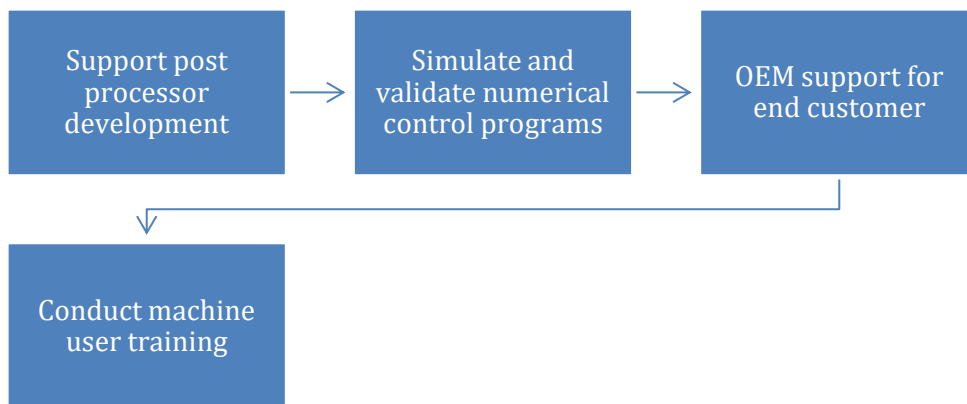 Support post
processor
development
Simulate and
validate numerical
control programs
OEM support for
end customer
Conduct machine
user training